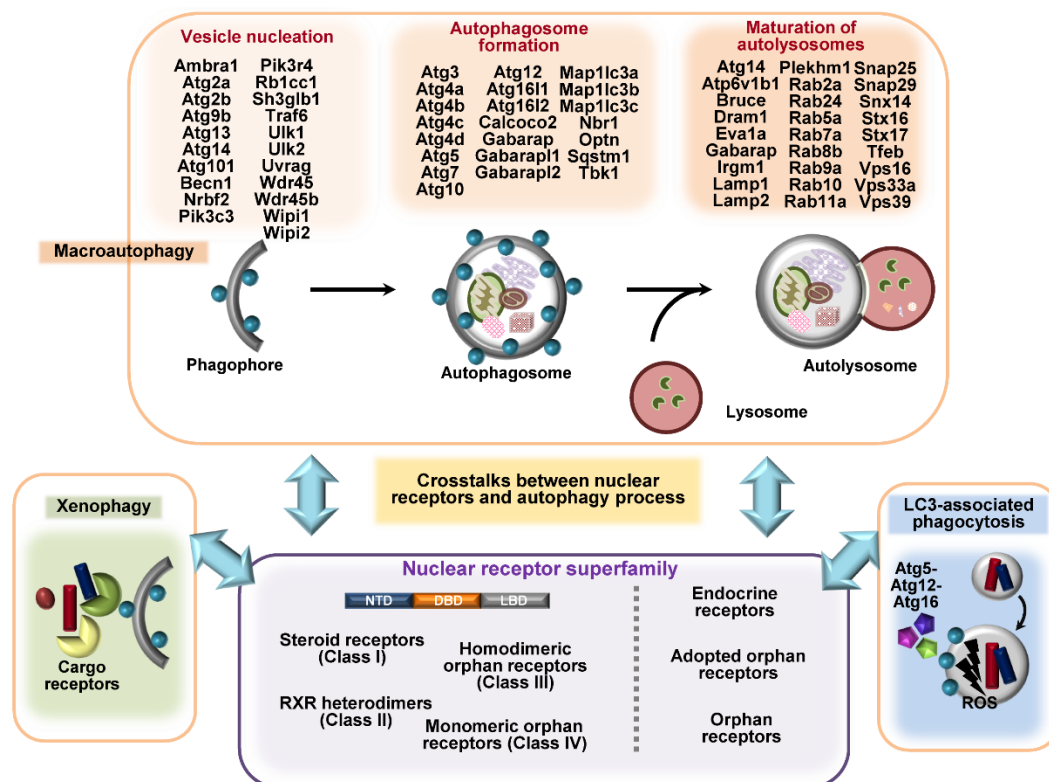 Vesicle nucleation
Ambra1
Atg2a
Atg2b
Atg9b
Atg13
Atg14
Atg101
Becn1
Nrbf2
Pik3c3
Pik3r4
Rb1cc1
Sh3glb1
Traf6
Ulk1
Ulk2
Uvrag
Wdr45
Wdr45b
Wipi1
Wipi2
Autophagosome
formation
Atg3
Atg4a
Atg4b
Atg4c
Atg4d
Atg5
Atg7
Atg10
Atg12
Atg16l1
Atg16l2
Calcoco2
Gabarap
Gabarapl1
Gabarapl2
Map1lc3a
Map1lc3b
Map1lc3c
Nbr1
Optn
Sqstm1
Tbk1
Maturation of
autolysosomes
Atg14
Atp6v1b1
Bruce
Dram1
Eva1a
Gabarap
Irgm1
Lamp1
Lamp2
Plekhm1
Rab2a
Rab24
Rab5a
Rab7a
Rab8b
Rab9a
Rab10
Rab11a
Snap25
Snap29
Snx14
Stx16
Stx17
Tfeb
Vps16
Vps33a
Vps39
Macroautophagy
Phagophore
Autophagosome
Autolysosome
Lysosome
Crosstalks between nuclear
receptors and autophagy process
Xenophagy
Cargo
receptors
Nuclear receptor superfamily
NTD DBD LBD
Steroid receptors
(Class I)
RXR heterodimers
(Class II)
Homodimeric
orphan receptors
(Class III)
Monomeric orphan
receptors (Class IV)
Endocrine
receptors
Adopted orphan
receptors
Orphan
receptors
LC3-associated
phagocytosis
Atg5-
Atg12-
Atg16
ROS